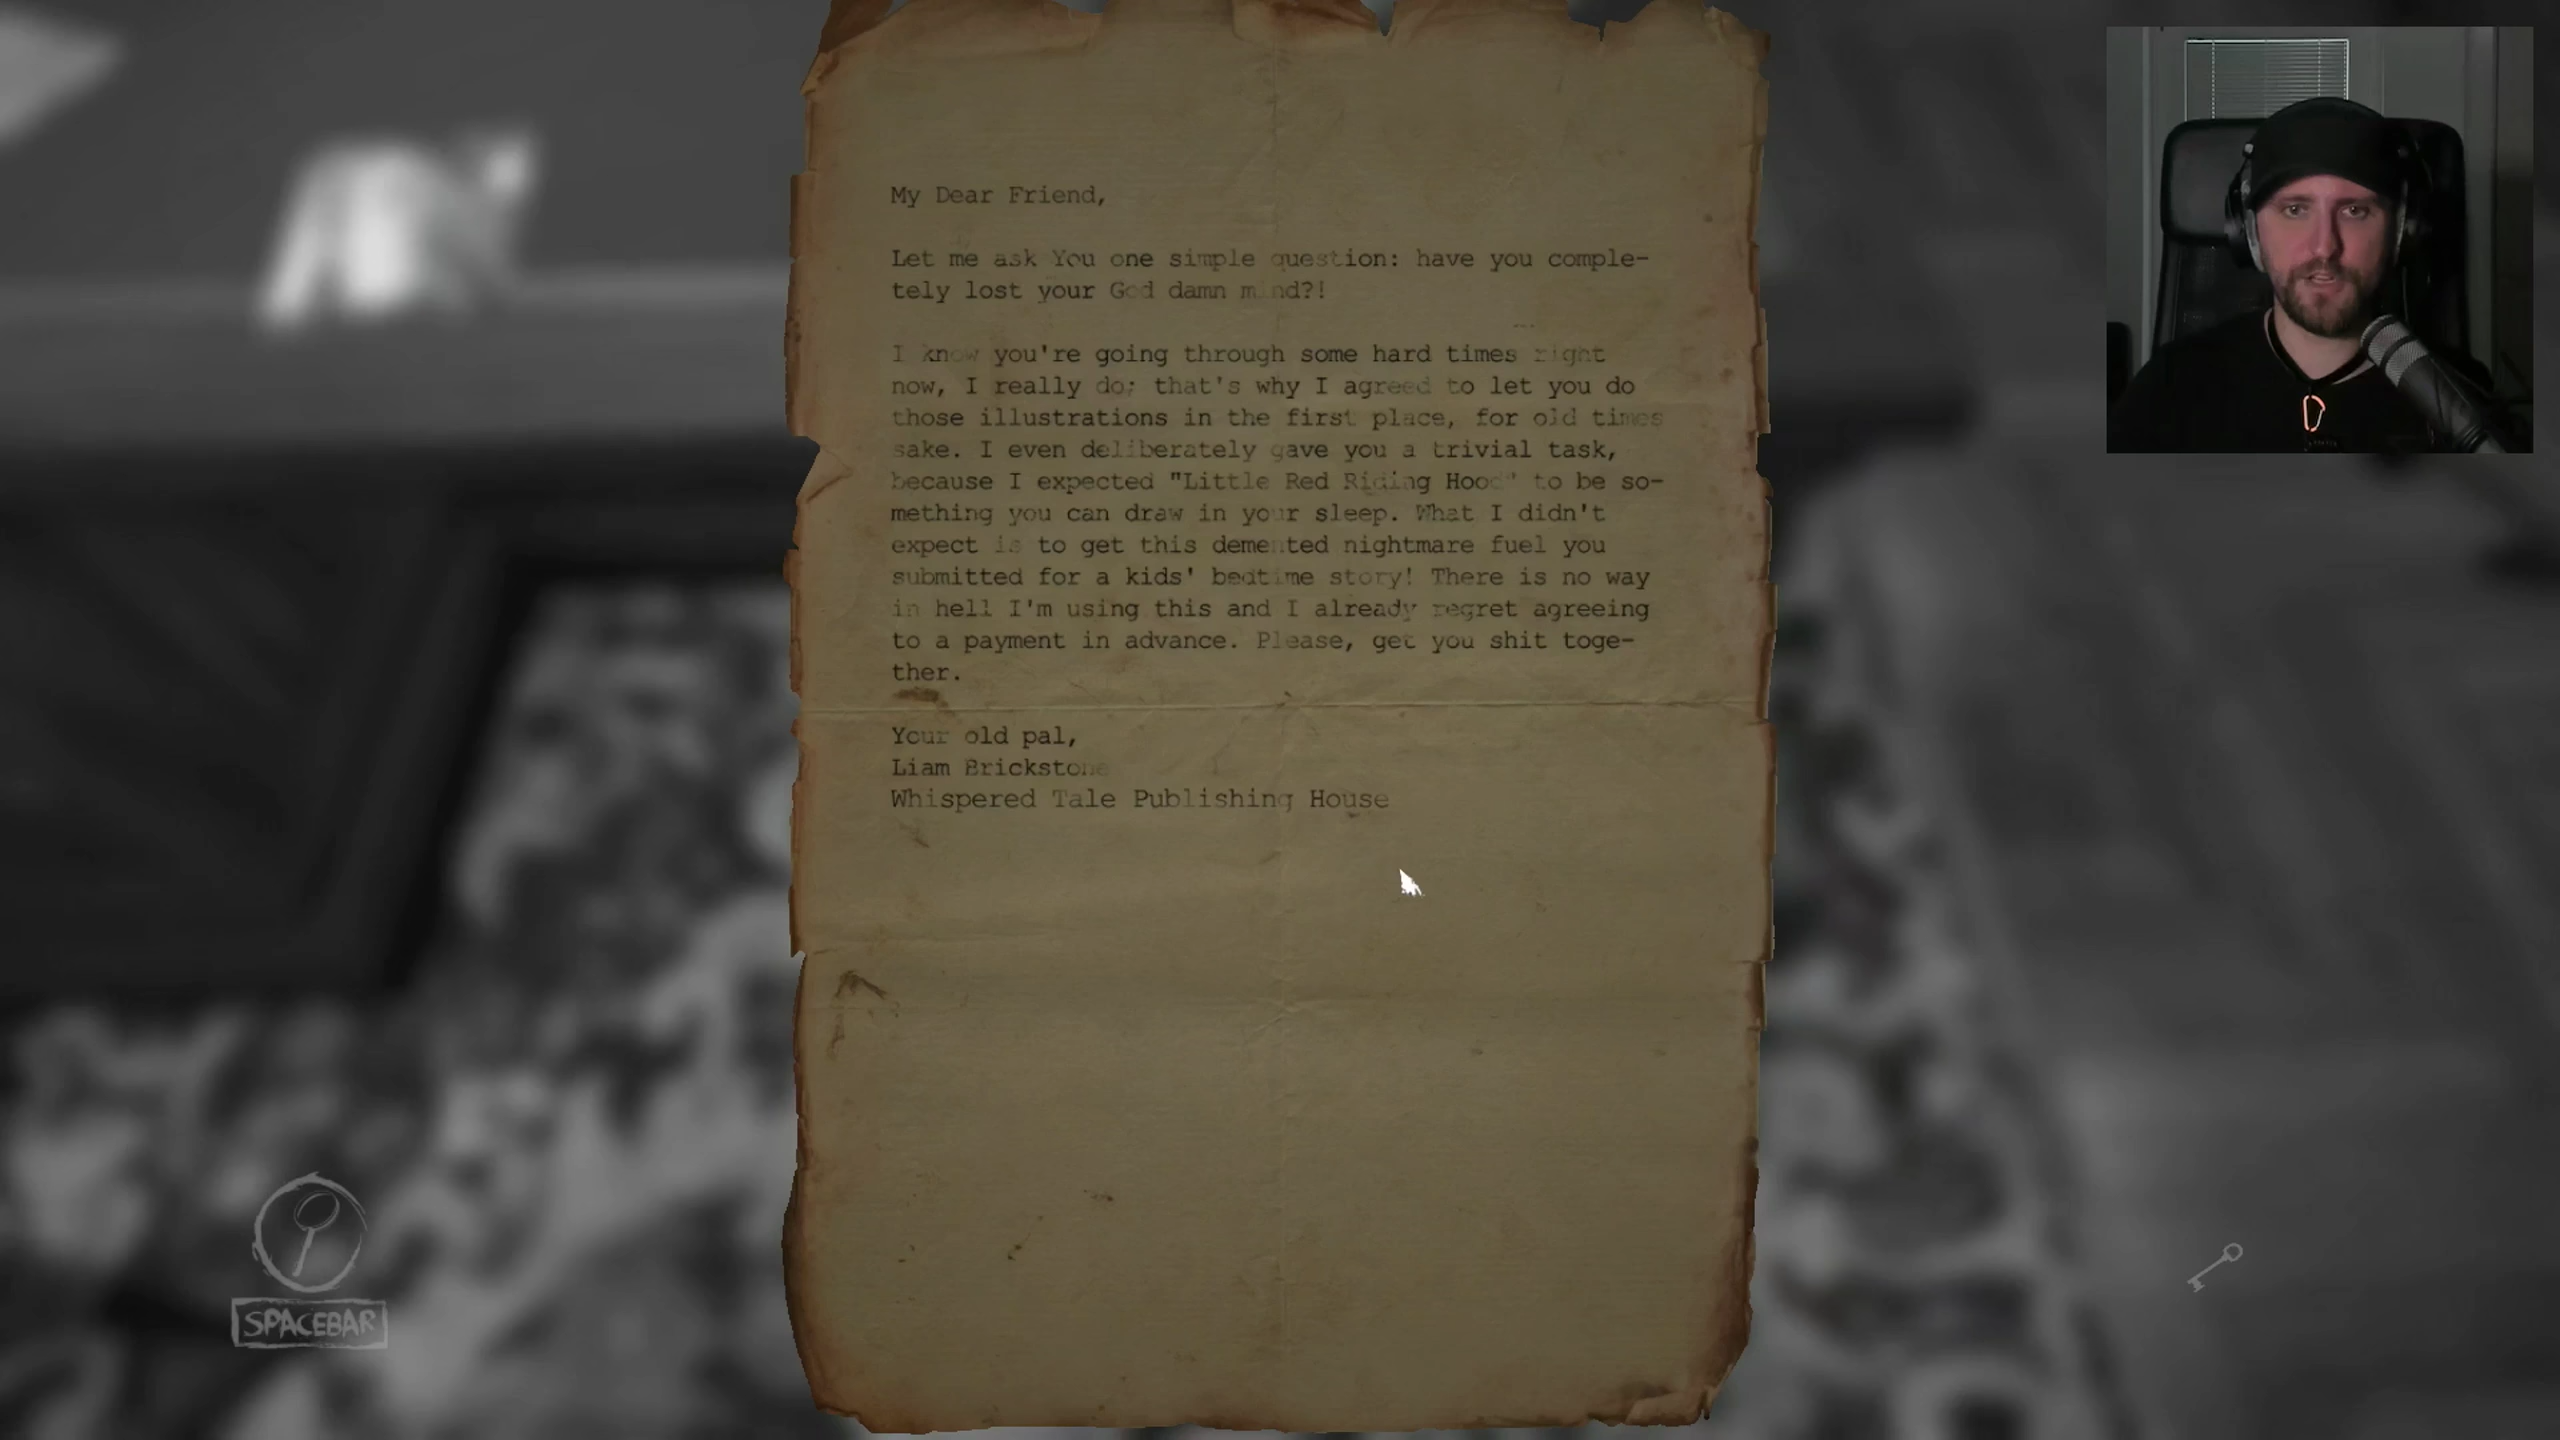 My Dear Friend,
Let me ask You one simple question: have you comple-
tely lost your God damn mind?!
I know you're going through some hard times right
now, I really do; that's why I agreed to let you do
those illustrations in the first place, for old times
sake. I even deliberately gave you a trivial task,
because I expected "Little Red Riding Hood" to be so-
mething you can draw in your sleep. What I didn't
expect is to get this demented nightmare fuel you
submitted for a kids' bedtime story! There is no way
in hell I'm using this and I already regret agreeing
to a payment in advance. Please, get you shit toge-
ther.
Your old pal,
Liam Brickstone
Whispered Tale Publishing House
SPACEBAR